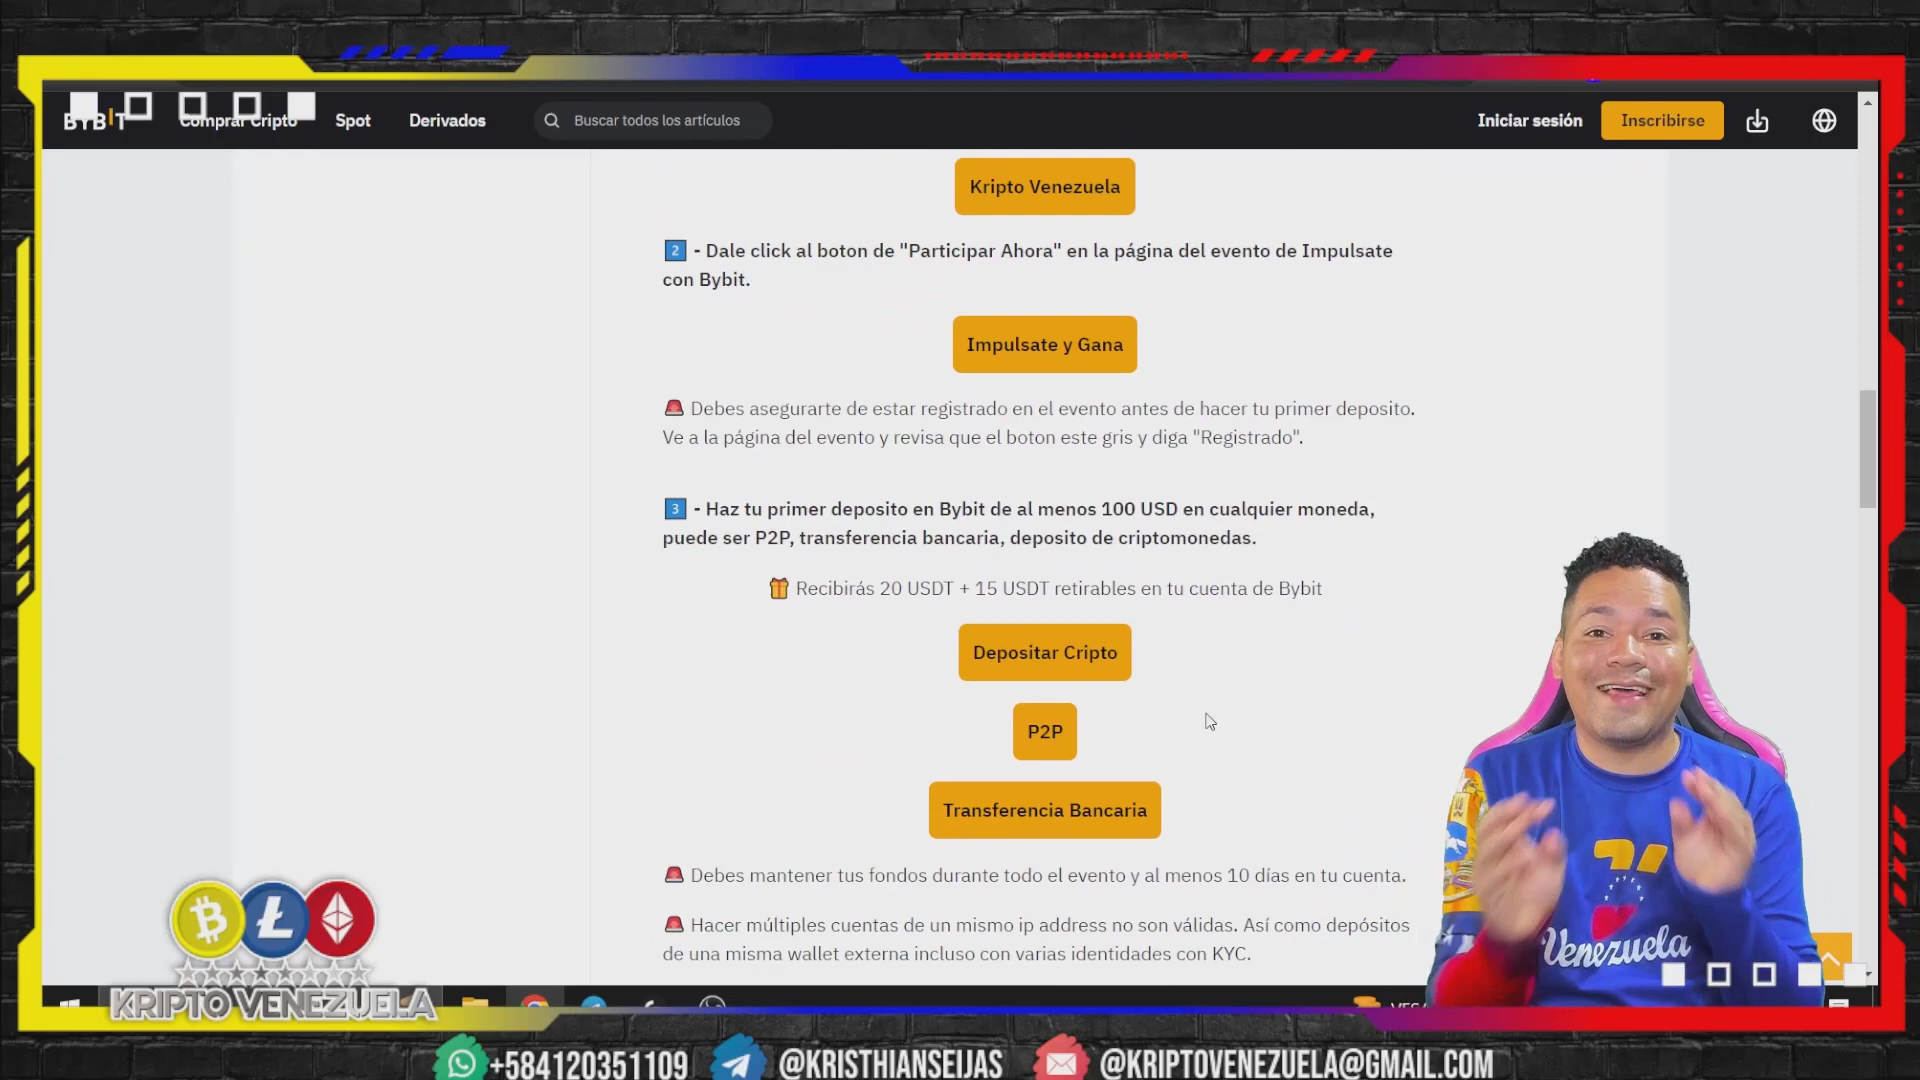 BYBIT
Comprar Cripto
Spot
Derivados
Buscar todos los artículos
Iniciar sesión
Inscribirse
Kripto Venezuela
2 - Dale click al boton de "Participar Ahora" en la página del evento de Impulsate
con Bybit.
Impulsate y Gana
Debes asegurarte de estar registrado en el evento antes de hacer tu primer deposito.
Ve a la página del evento y revisa que el boton este gris y diga "Registrado".
3 - Haz tu primer deposito en Bybit de al menos 100 USD en cualquier moneda,
puede ser P2P, transferencia bancaria, deposito de criptomonedas.
Recibirás 20 USDT + 15 USDT retirables en tu cuenta de Bybit
Depositar Cripto
P2P
Transferencia Bancaria
Debes mantener tus fondos durante todo el evento y al menos 10 días en tu cuenta.
Hacer múltiples cuentas de un mismo ip address no son válidas. Así como depósitos
de una misma wallet externa incluso con varias identidades con KYC.
Venezuela
KRIPTO VENEZUELA
+584120351109
@KRISTHIANSEIJAS
@KRIPTOVENEZUELA@GMAIL.COM